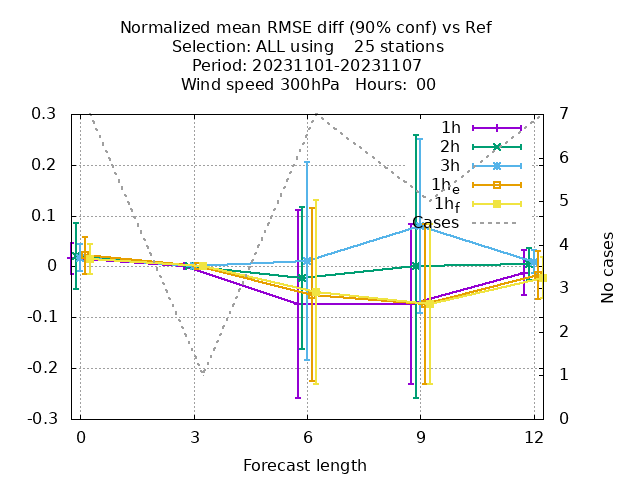 Normalized mean RMSE diff (90% conf) vs Ref
Selection: ALL using    25 stations
Period: 20231101-20231107
Wind speed 300hPa   Hours:  00
0.3
0.2
0.1
0
-0.1
-0.2
-0.3
7
6
5
4
3
2
1
0
1h
2h
3h
1h_e
1h_f
Cases
No cases
0 3 6 9 12
Forecast length